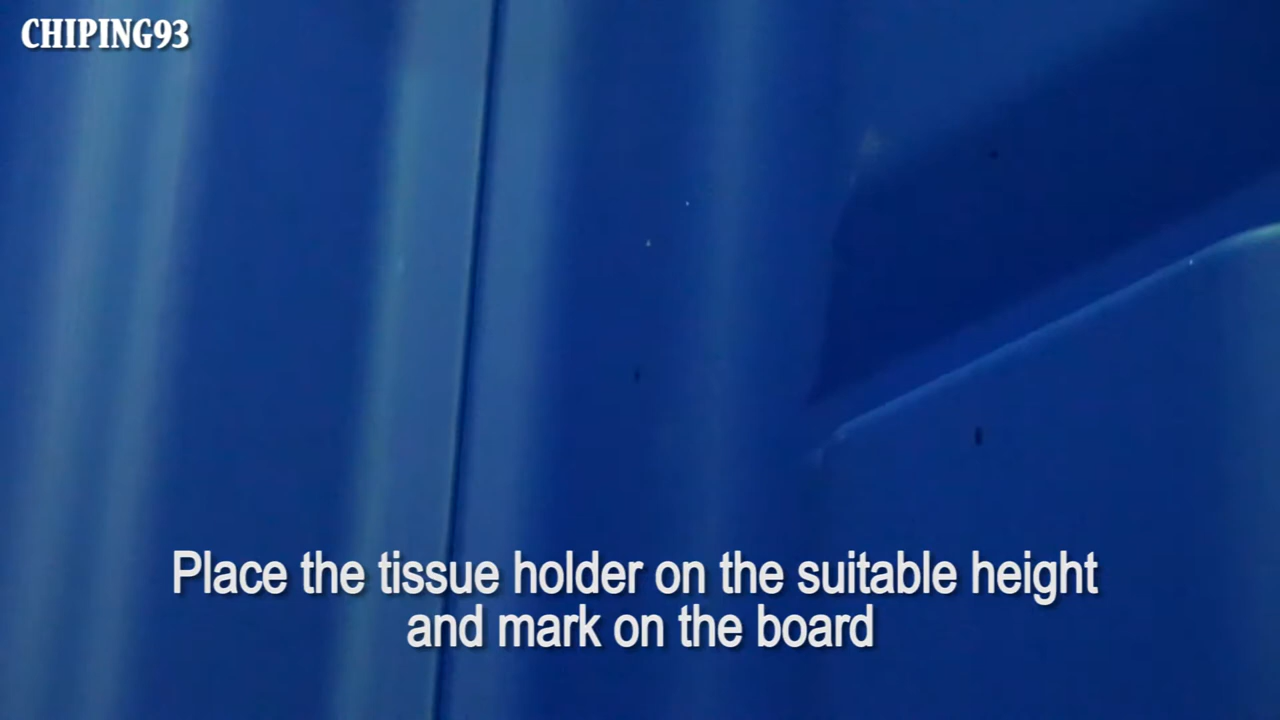 CHIPING93
Place the tissue holder on the suitable height
and mark on the board